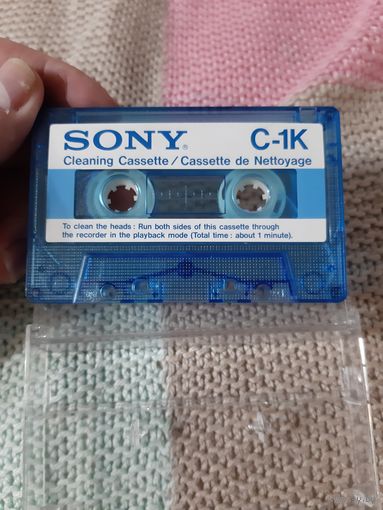 SONY® C-1K
Cleaning Cassette / Cassette de Nettoyage
To clean the heads : Run both sides of this cassette through
the recorder in the playback mode (Total time : about 1 minute).